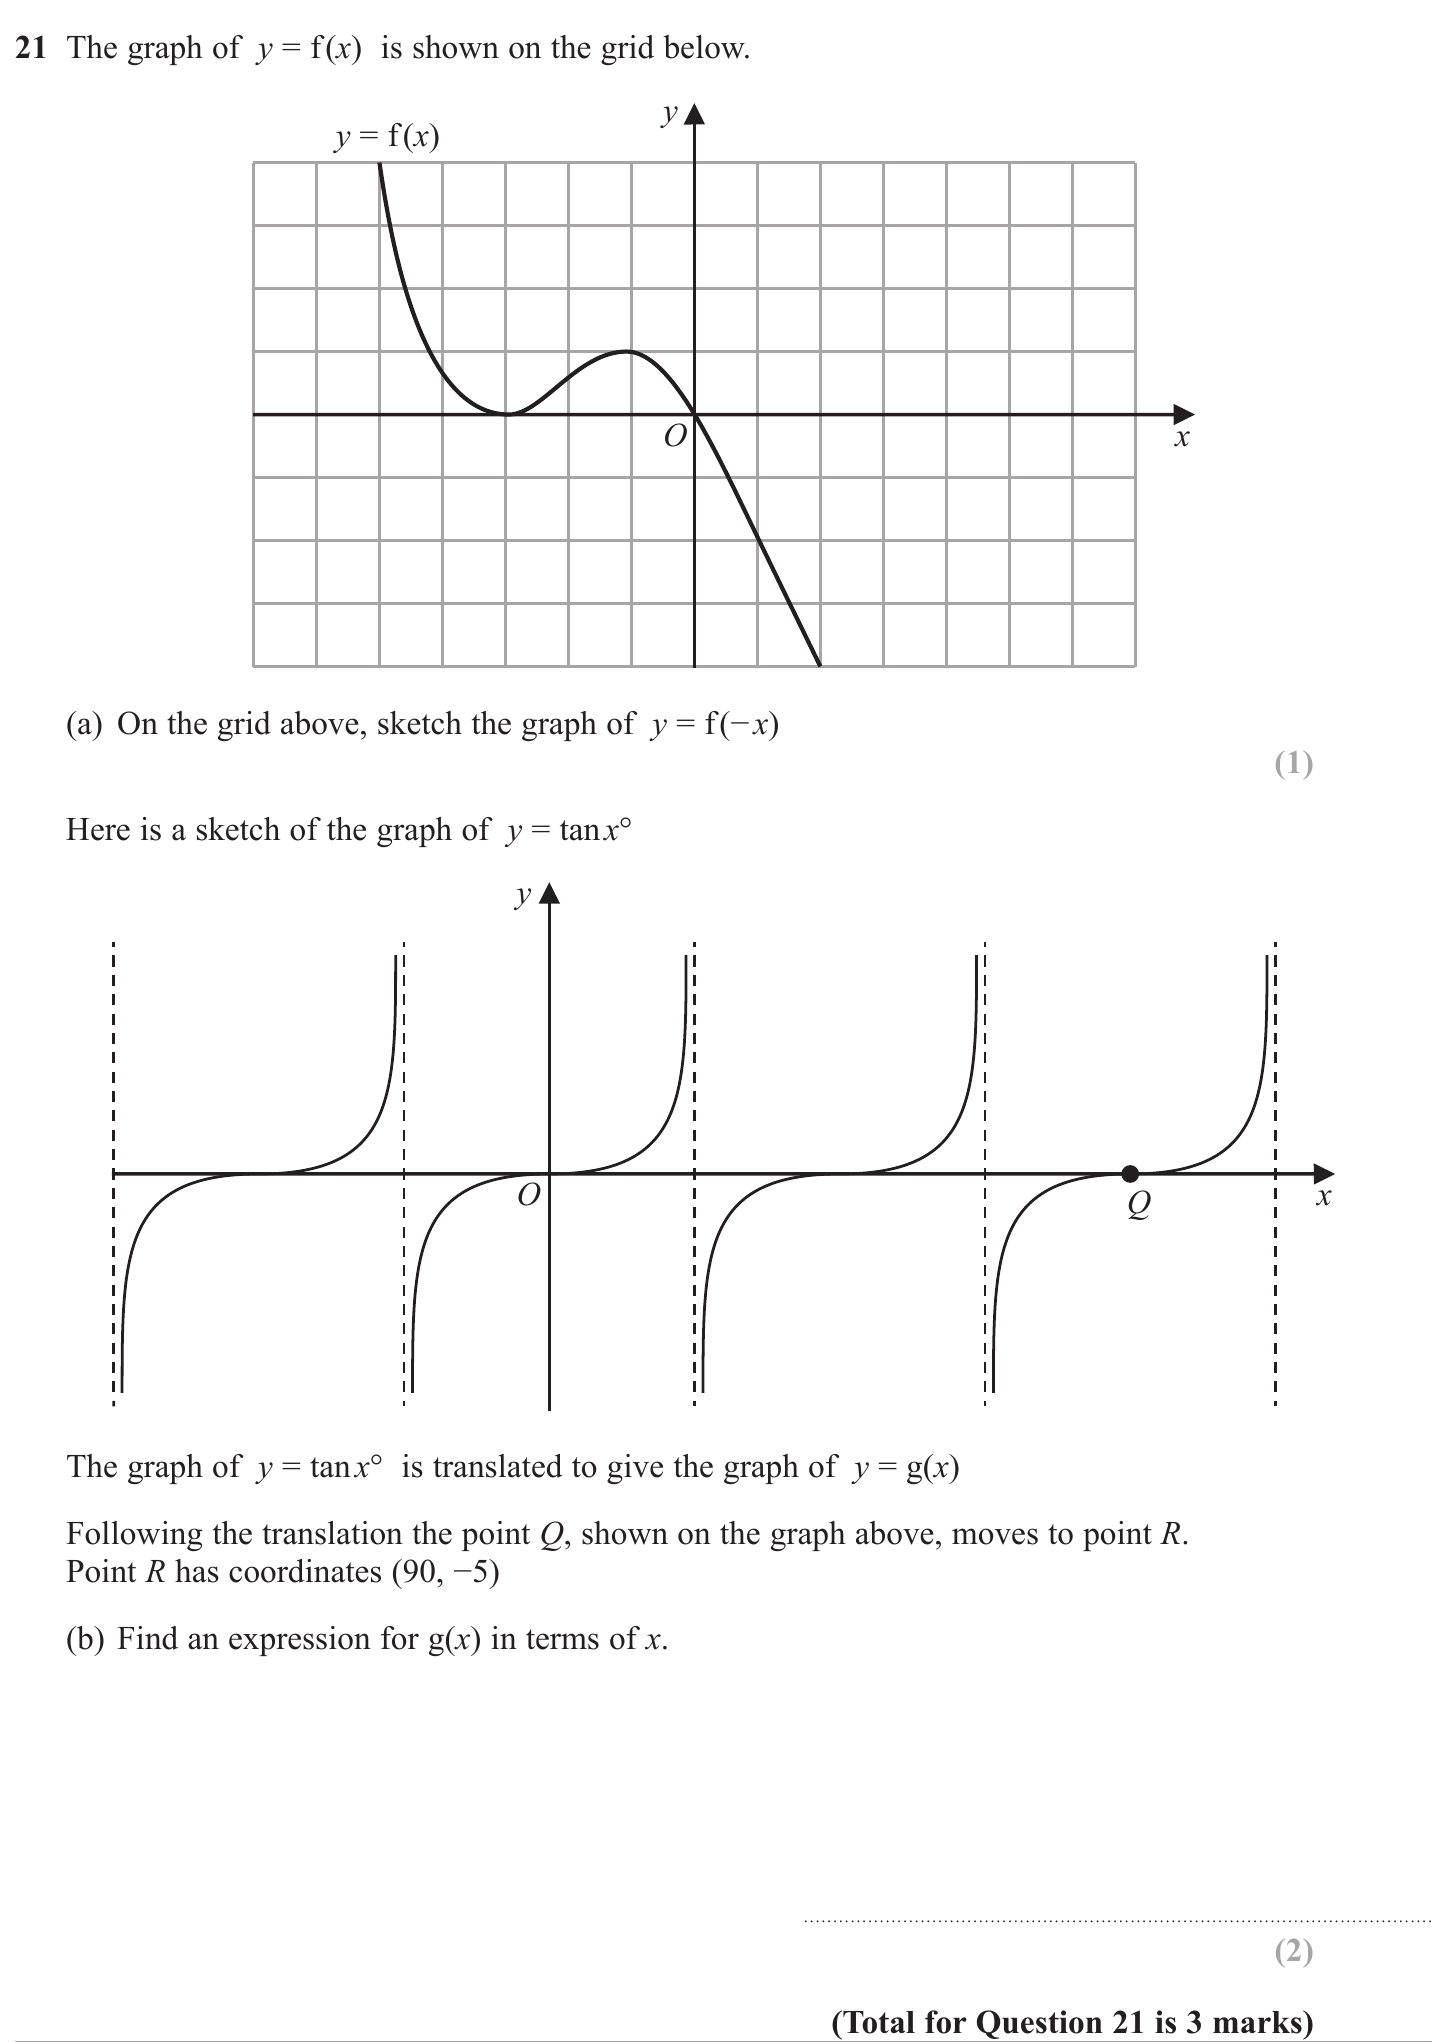 21 The graph of y = f(x) is shown on the grid below.
y
y = f(x)
O
x
(a) On the grid above, sketch the graph of y = f(−x)
(1)
Here is a sketch of the graph of y = tan x°
y
O
Q
x
The graph of y = tan x° is translated to give the graph of y = g(x)
Following the translation the point Q, shown on the graph above, moves to point R.
Point R has coordinates (90, −5)
(b) Find an expression for g(x) in terms of x.
(2)
(Total for Question 21 is 3 marks)